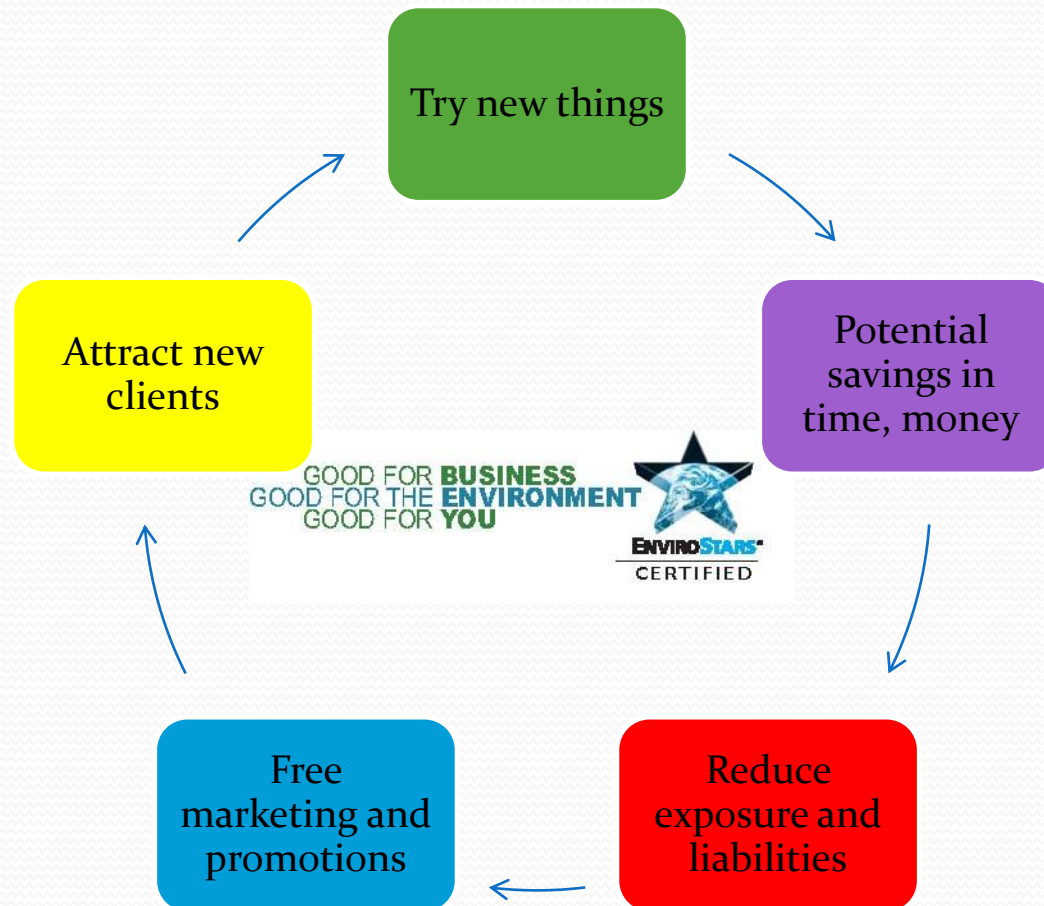 Try new things
Potential
savings in
time, money
Reduce
exposure and
liabilities
Free
marketing and
promotions
Attract new
clients
GOOD FOR BUSINESS
GOOD FOR THE ENVIRONMENT
GOOD FOR YOU
ENVIROSTARS
CERTIFIED